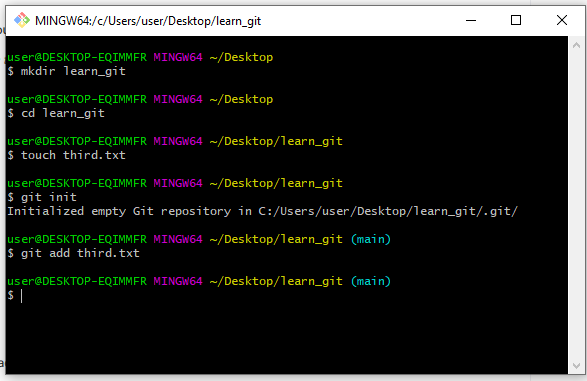 MINGW64:/c/Users/user/Desktop/learn_git
user@DESKTOP-EQIMMFR MINGW64 ~/Desktop
$ mkdir learn_git
user@DESKTOP-EQIMMFR MINGW64 ~/Desktop
$ cd learn_git
user@DESKTOP-EQIMMFR MINGW64 ~/Desktop/learn_git
$ touch third.txt
user@DESKTOP-EQIMMFR MINGW64 ~/Desktop/learn_git
$ git init
Initialized empty Git repository in C:/Users/user/Desktop/learn_git/.git/
user@DESKTOP-EQIMMFR MINGW64 ~/Desktop/learn_git (main)
$ git add third.txt
user@DESKTOP-EQIMMFR MINGW64 ~/Desktop/learn_git (main)
$